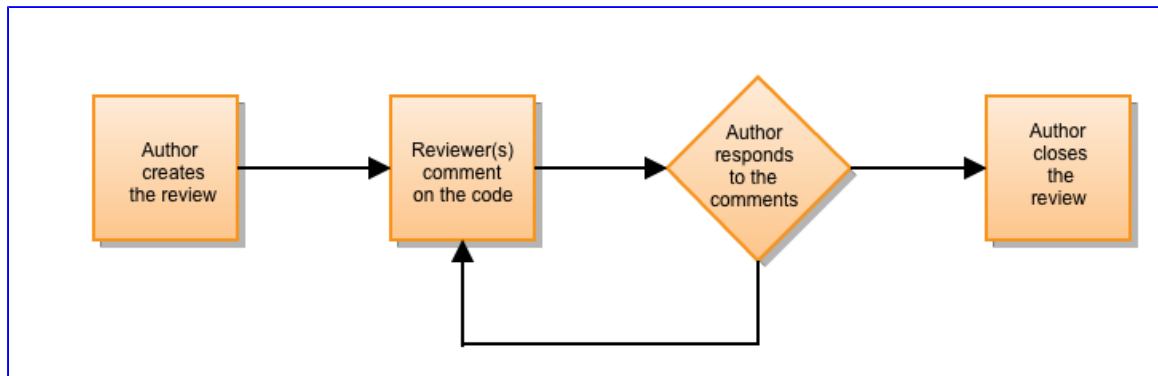 Author
creates
the review
Reviewer(s)
comment
on the code
Author
responds
to the
comments
Author
closes
the
review